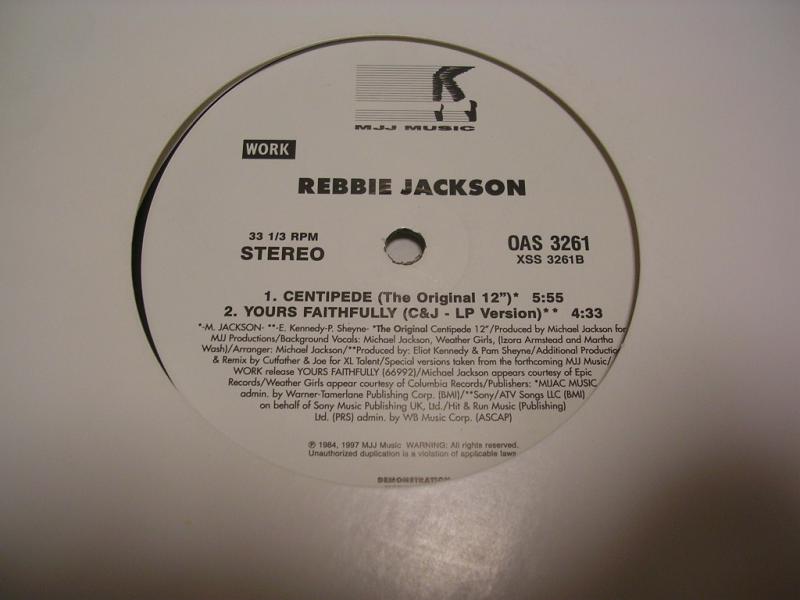 MJJ MUSIC
WORK
REBBIE JACKSON
33 1/3 RPM
STEREO
OAS 3261
XSS 3261B
1. CENTIPEDE (The Original 12")* 5:55
2. YOURS FAITHFULLY (C&J - LP Version)** 4:33
*-M. JACKSON- **-E. Kennedy-P. Sheyne- *The Original Centipede 12"/Produced by Michael Jackson for
MJJ Productions/Background Vocals: Michael Jackson, Weather Girls, (Izora Armstead and Martha
Wash)/Arranger: Michael Jackson/**Produced by: Eliot Kennedy & Pam Sheyne/Additional Productio
& Remix by Cutfather & Joe for XL Talent/Special versions taken from the forthcoming MJJ Music/
WORK release YOURS FAITHFULLY (66992)/Michael Jackson appears courtesy of Epic
Records/Weather Girls appear courtesy of Columbia Records/Publishers: *MIJAC MUSIC
admin. by Warner-Tamerlane Publishing Corp. (BMI)/**Sony/ATV Songs LLC (BMI)
on behalf of Sony Music Publishing UK, Ltd./Hit & Run Music (Publishing)
Ltd. (PRS) admin. by WB Music Corp. (ASCAP)
℗ 1984, 1997 MJJ Music WARNING: All rights reserved.
Unauthorized duplication is a violation of applicable laws
DEMONSTRATION